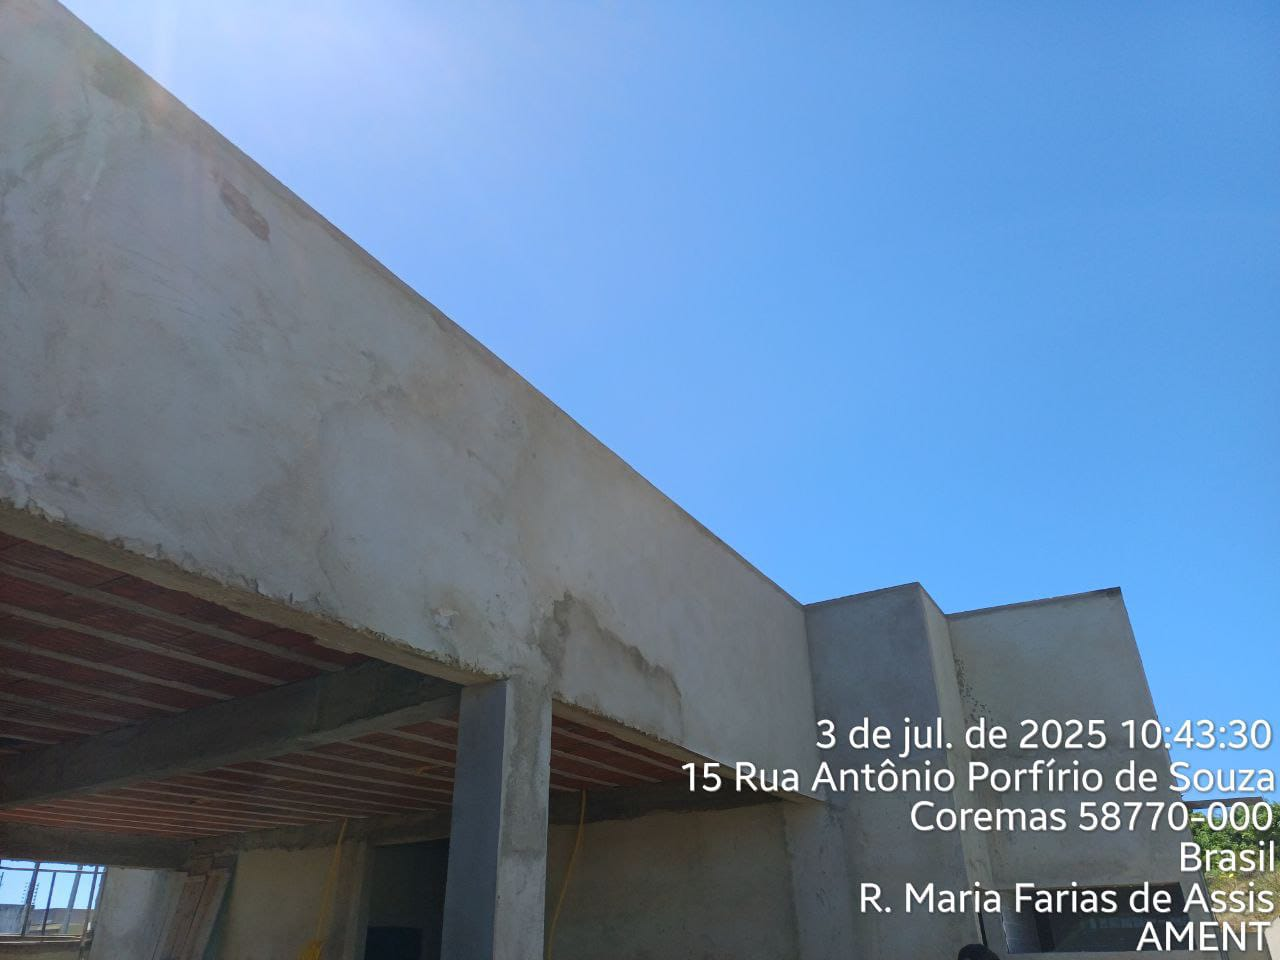 3 de jul. de 2025 10:43:30
15 Rua Antônio Porfírio de Souza
Coremas 58770-000
Brasil
R. Maria Farias de Assis
AMENT